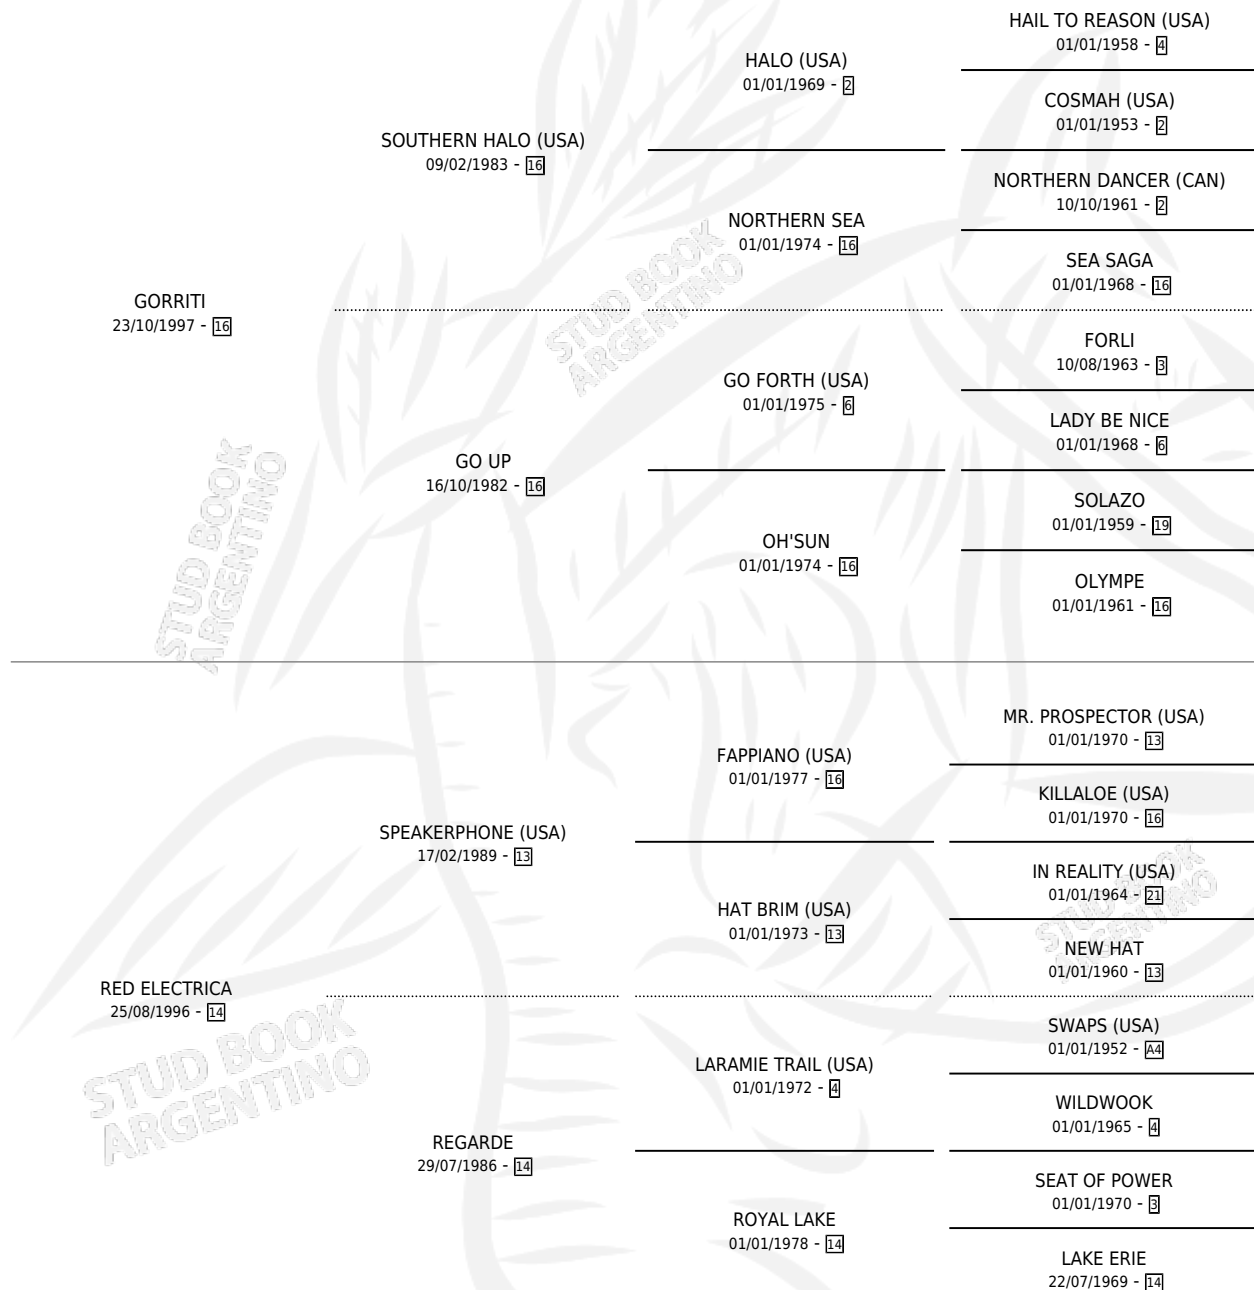 HAIL TO REASON (USA)
01/01/1958 - 4
HALO (USA)
01/01/1969 - 2
COSMAH (USA)
01/01/1953 - 2
SOUTHERN HALO (USA)
09/02/1983 - 16
NORTHERN DANCER (CAN)
10/10/1961 - 2
NORTHERN SEA
01/01/1974 - 16
SEA SAGA
01/01/1968 - 16
GORRITI
23/10/1997 - 16
STUD BOOK
ARGENTINO
FORLI
10/08/1963 - 3
GO FORTH (USA)
01/01/1975 - 6
LADY BE NICE
01/01/1968 - 6
GO UP
16/10/1982 - 16
SOLAZO
01/01/1959 - 19
OH'SUN
01/01/1974 - 16
OLYMPE
01/01/1961 - 16
STUD BOOK
ARGENTINO
MR. PROSPECTOR (USA)
01/01/1970 - 13
FAPPIANO (USA)
01/01/1977 - 16
KILLALOE (USA)
01/01/1970 - 16
SPEAKERPHONE (USA)
17/02/1989 - 13
IN REALITY (USA)
01/01/1964 - 21
HAT BRIM (USA)
01/01/1973 - 13
STUD BOOK
ARGENTINO
NEW HAT
01/01/1960 - 13
RED ELECTRICA
25/08/1996 - 14
SWAPS (USA)
01/01/1952 - A4
LARAMIE TRAIL (USA)
01/01/1972 - 4
STUD BOOK
ARGENTINO
WILDWOOK
01/01/1965 - 4
REGARDE
29/07/1986 - 14
SEAT OF POWER
01/01/1970 - 3
ROYAL LAKE
01/01/1978 - 14
LAKE ERIE
22/07/1969 - 14